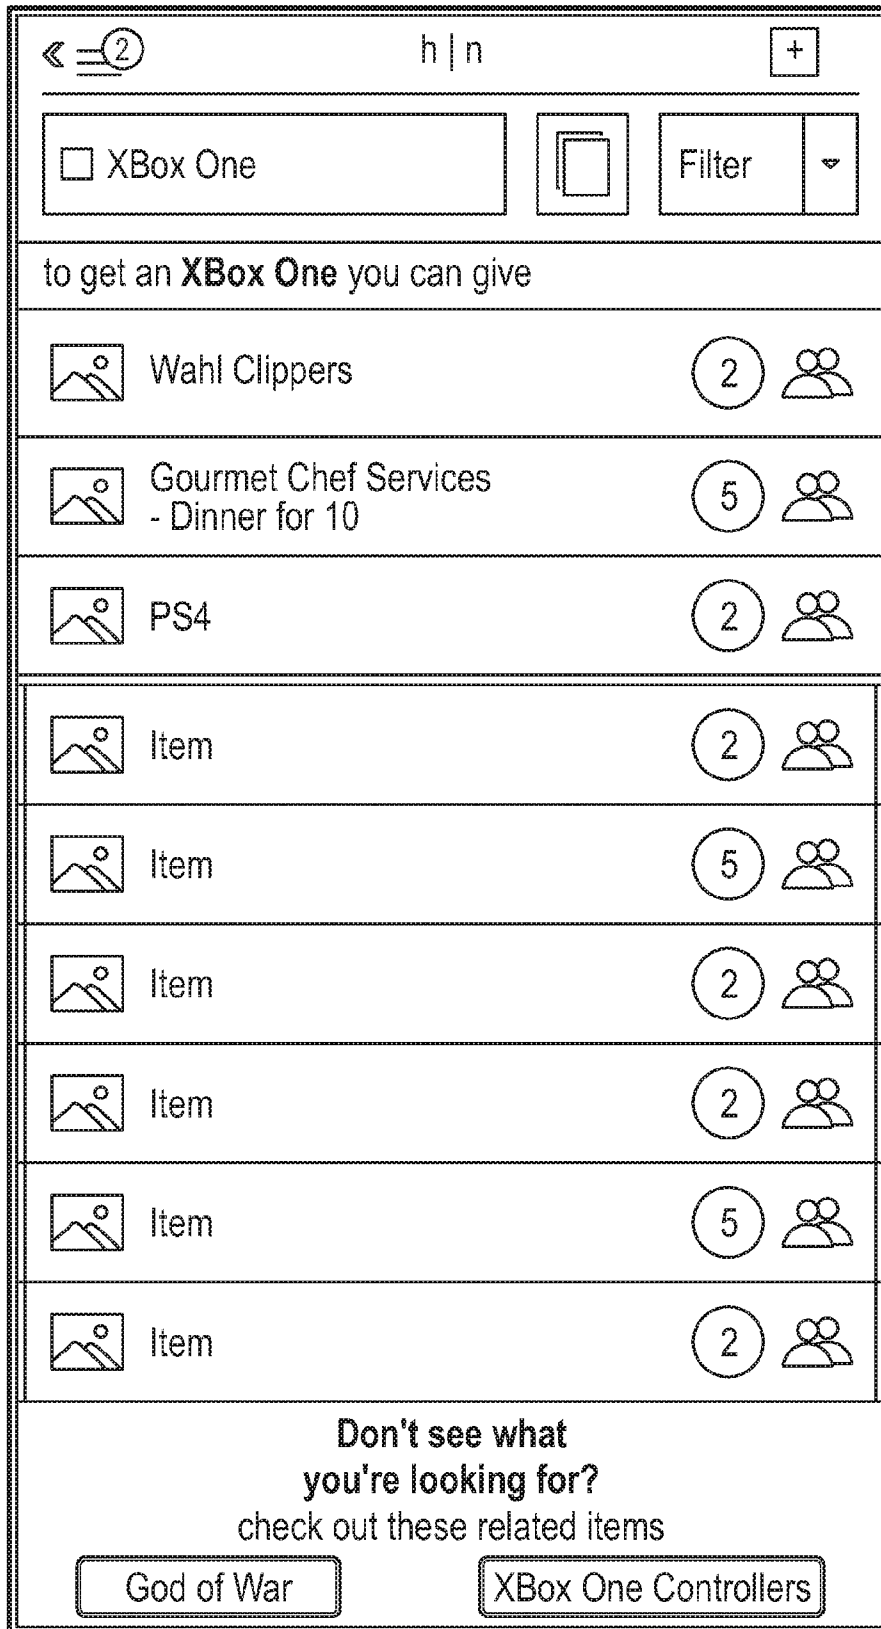 2
h | n
+
XBox One
Filter
to get an XBox One you can give
Wahl Clippers
2
Gourmet Chef Services
- Dinner for 10
5
PS4
2
Item
2
Item
5
Item
2
Item
2
Item
5
Item
2
Don't see what
you're looking for?
check out these related items
God of War
XBox One Controllers